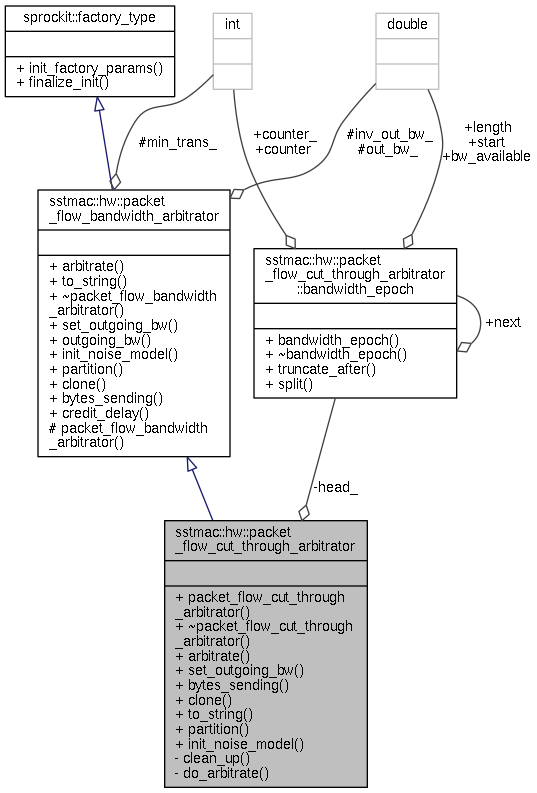 sprockit::factory_type
+ init_factory_params()
+ finalize_init()
int
double
#min_trans_
+counter_
+counter
#inv_out_bw_
#out_bw_
+length
+start
+bw_available
sstmac::hw::packet
_flow_bandwidth_arbitrator
+ arbitrate()
+ to_string()
+ ~packet_flow_bandwidth
_arbitrator()
+ set_outgoing_bw()
+ outgoing_bw()
+ init_noise_model()
+ partition()
+ clone()
+ bytes_sending()
+ credit_delay()
# packet_flow_bandwidth
_arbitrator()
sstmac::hw::packet
_flow_cut_through_arbitrator
::bandwidth_epoch
+ bandwidth_epoch()
+ ~bandwidth_epoch()
+ truncate_after()
+ split()
+next
-head_
sstmac::hw::packet
_flow_cut_through_arbitrator
+ packet_flow_cut_through
_arbitrator()
+ ~packet_flow_cut_through
_arbitrator()
+ arbitrate()
+ set_outgoing_bw()
+ bytes_sending()
+ clone()
+ to_string()
+ partition()
+ init_noise_model()
- clean_up()
- do_arbitrate()